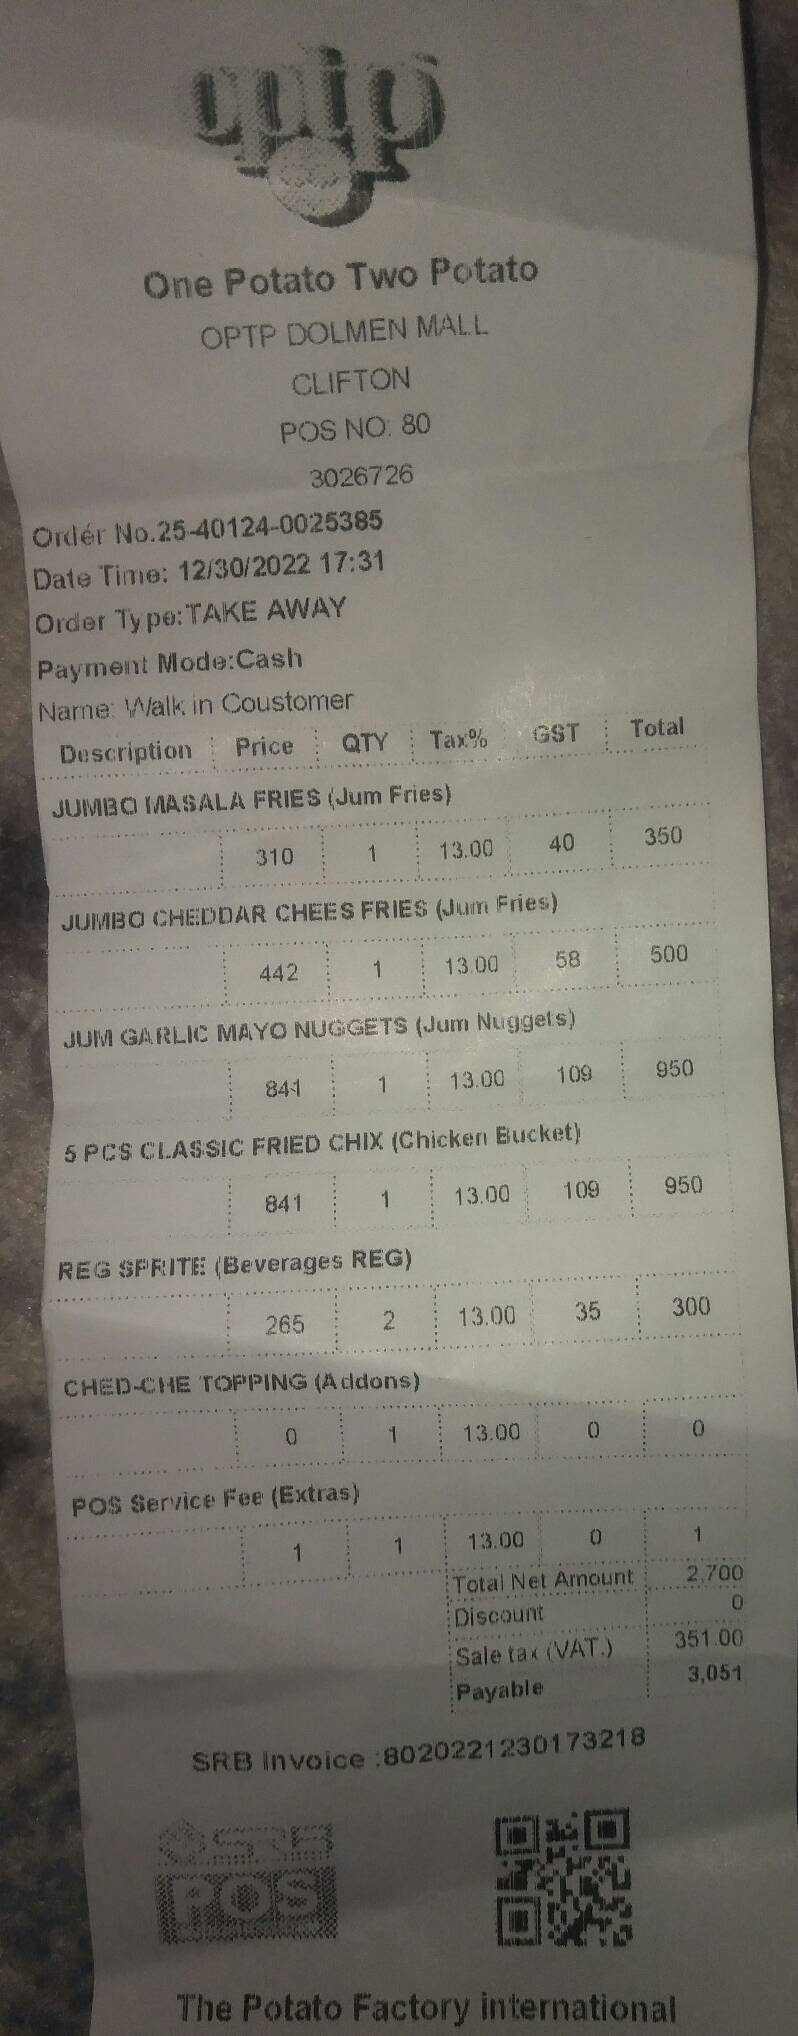 optp
One Potato Two Potato
OPTP DOLMEN MALL
CLIFTON
POS NO: 80
3026726
Order No.25-40124-0025385
Date Time: 12/30/2022 17:31
Order Type:TAKE AWAY
Payment Mode:Cash
Name: Walk in Coustomer
Description Price QTY Tax% GST Total
JUMBO MASALA FRIES (Jum Fries)
310 1 13.00 40 350
JUMBO CHEDDAR CHEES FRIES (Jum Fries)
442 1 13.00 58 500
JUM GARLIC MAYO NUGGETS (Jum Nuggets)
841 1 13.00 109 950
5 PCS CLASSIC FRIED CHIX (Chicken Bucket)
841 1 13.00 109 950
REG SPRITE (Beverages REG)
265 2 13.00 35 300
CHED-CHE TOPPING (Addons)
0 1 13.00 0 0
POS Service Fee (Extras)
1 1 13.00 0 1
Total Net Amount 2,700
Discount 0
Sale tax (VAT.) 351.00
Payable 3,051
SRB Invoice :8020221230173218
SRB
POS
The Potato Factory international